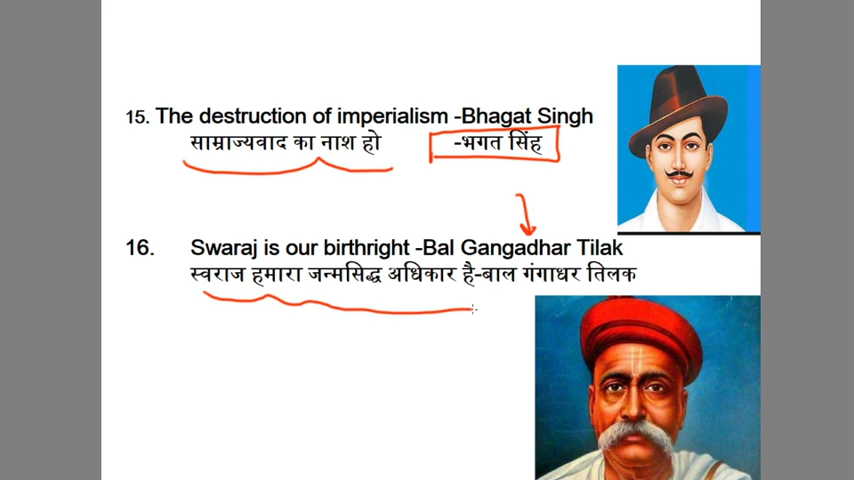 15. The destruction of imperialism -Bhagat Singh
साम्राज्यवाद का नाश हो -भगत सिंह
16. Swaraj is our birthright -Bal Gangadhar Tilak
स्वराज हमारा जन्मसिद्ध अधिकार है-बाल गंगाधर तिलक